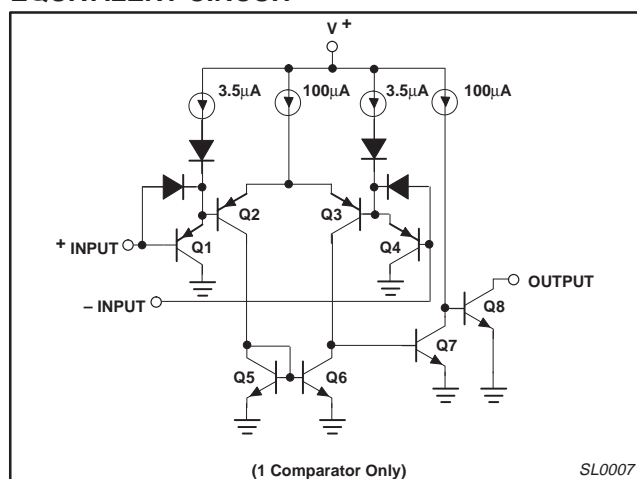 EQUIVALENT CIRCUIT
V+
3.5µA 100µA 3.5µA 100µA
Q2 Q3
+ INPUT Q1 Q4
– INPUT
OUTPUT
Q8
Q7
Q5 Q6
(1 Comparator Only) SL0007